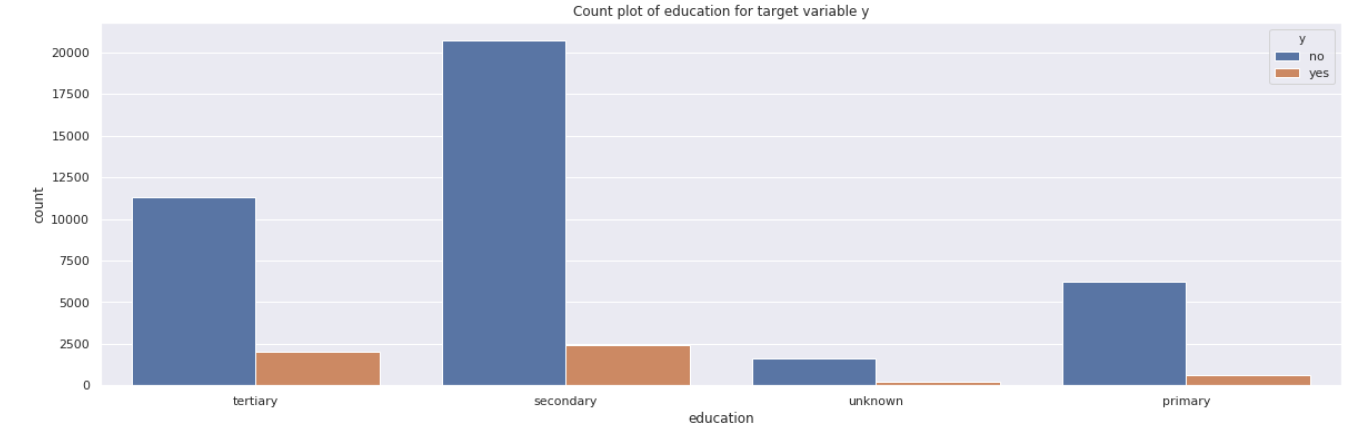 Count plot of education for target variable y
y
no
yes
20000
17500
15000
12500
10000
7500
5000
2500
0
count
tertiary secondary unknown primary
education